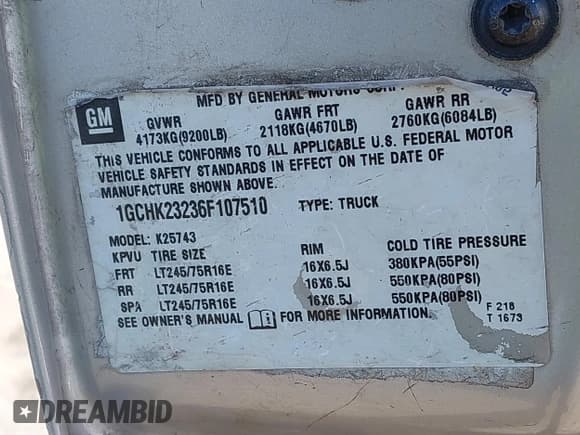 MFD BY GENERAL MOTORS CORP
GM
GVWR GAWR FRT GAWR RR
4173KG(9200LB) 2118KG(4670LB) 2760KG(6084LB)
THIS VEHICLE CONFORMS TO ALL APPLICABLE U.S. FEDERAL MOTOR
VEHICLE SAFETY STANDARDS IN EFFECT ON THE DATE OF
MANUFACTURE SHOWN ABOVE.
1GCHK23236F107510 TYPE: TRUCK
MODEL: K25743
KPVU TIRE SIZE RIM COLD TIRE PRESSURE
FRT LT245/75R16E 16X6.5J 380KPA(55PSI)
RR LT245/75R16E 16X6.5J 550KPA(80PSI)
SPA LT245/75R16E 16X6.5J 550KPA(80PSI)
SEE OWNER'S MANUAL FOR MORE INFORMATION.
F 218
T 1673
DREAMBID